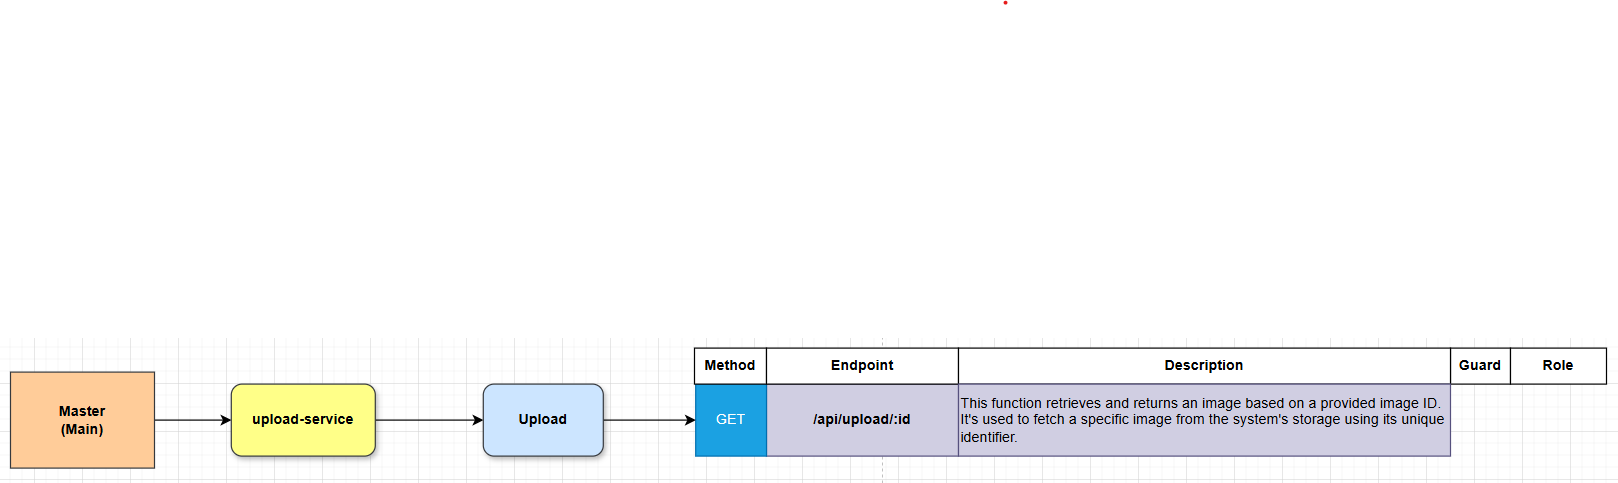 Method Endpoint Description Guard Role
Master
(Main)
upload-service
Upload
GET
/api/upload/:id
This function retrieves and returns an image based on a provided image ID.
It's used to fetch a specific image from the system's storage using its unique
identifier.